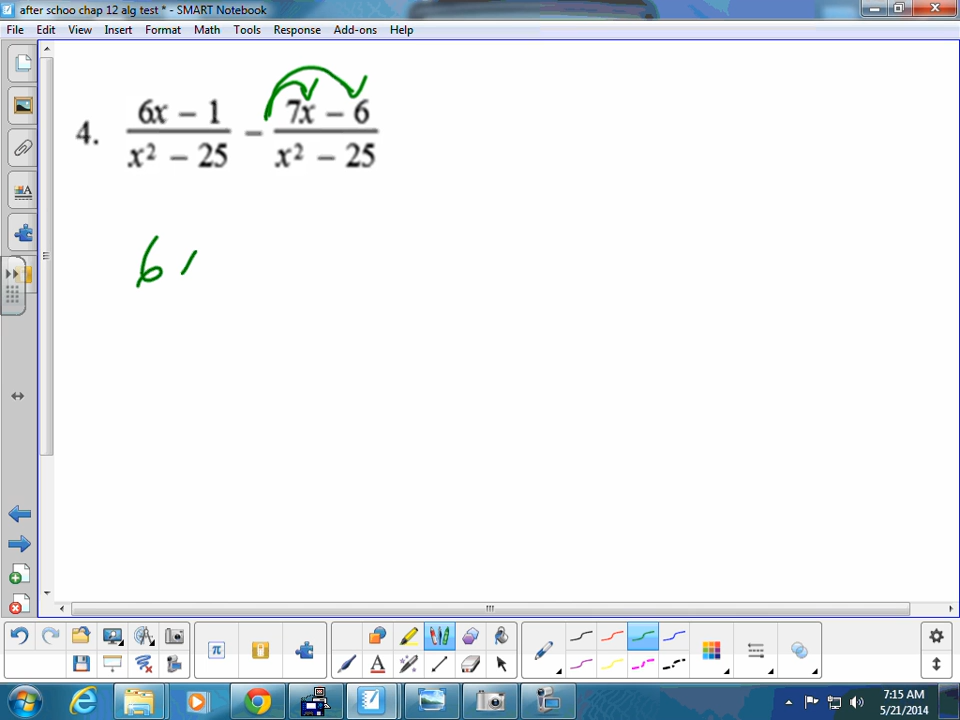 after schoo chap 12 alg test * - SMART Notebook
File Edit View Insert Format Math Tools Response Add-ons Help
4. 6x − 1 / x² − 25 − 7x − 6 / x² − 25
6
7:15 AM
5/21/2014